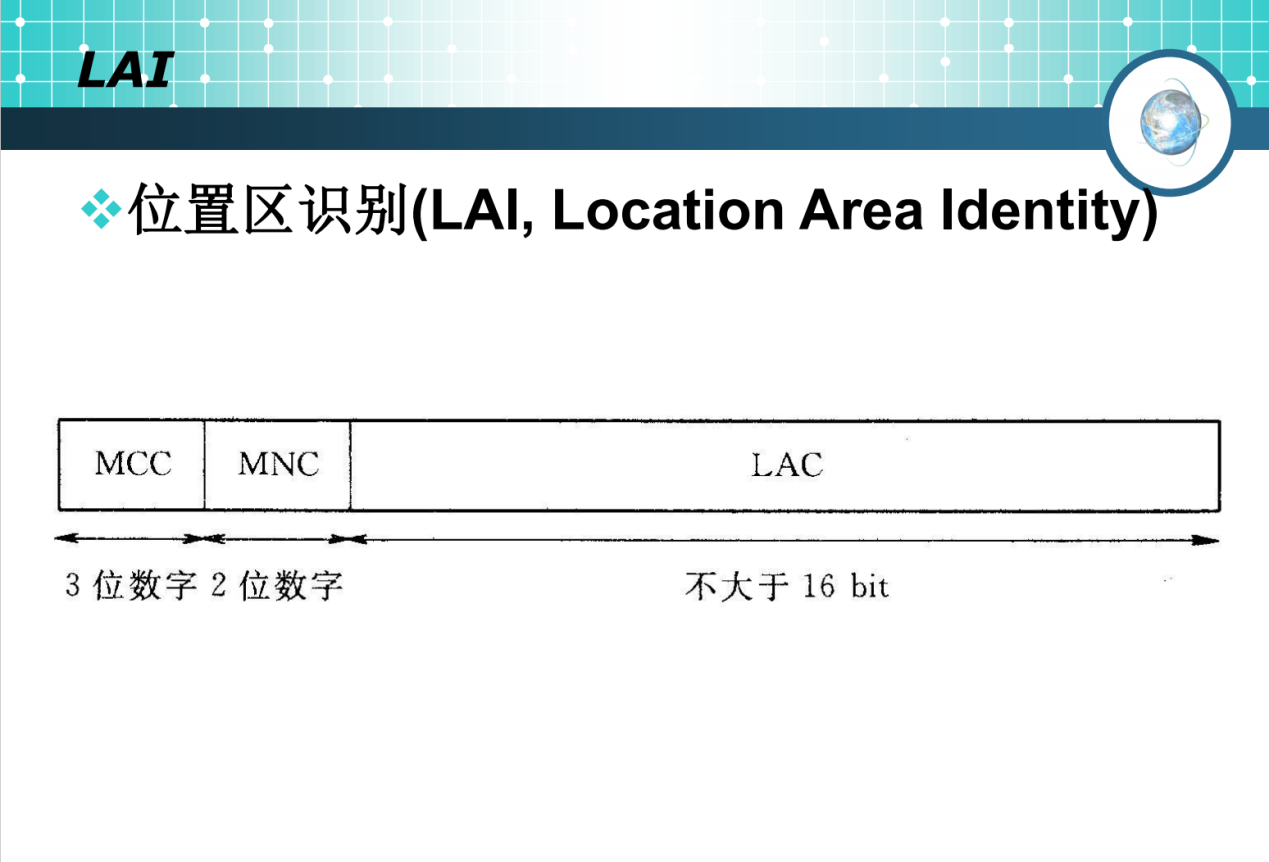 LAI
位置区识别(LAI, Location Area Identity)
MCC MNC LAC
3 位数字 2 位数字 不大于 16 bit